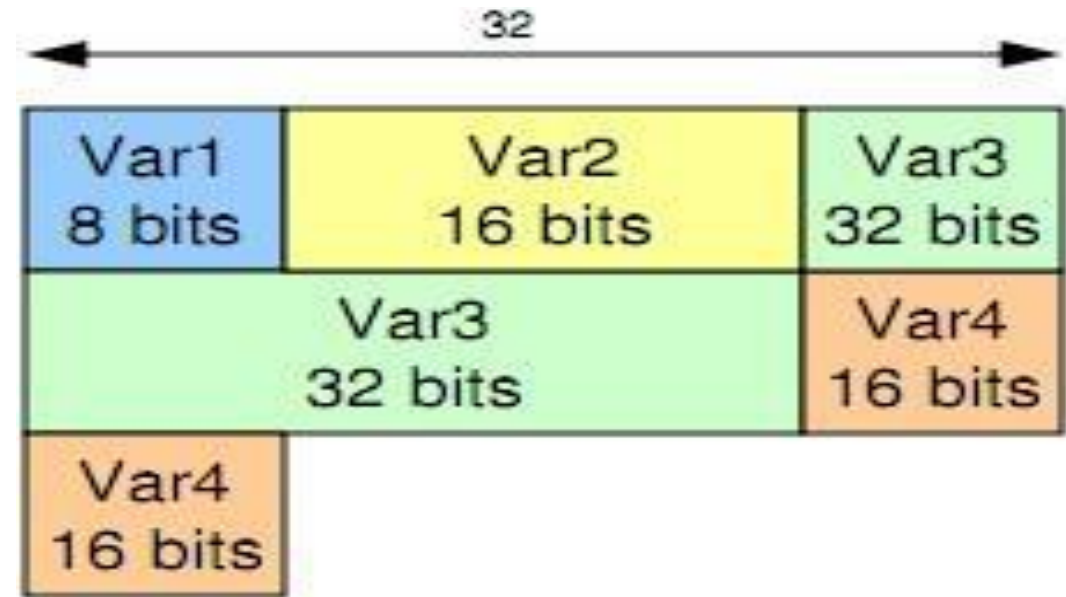 32
Var1
8 bits
Var2
16 bits
Var3
32 bits
Var3
32 bits
Var4
16 bits
Var4
16 bits